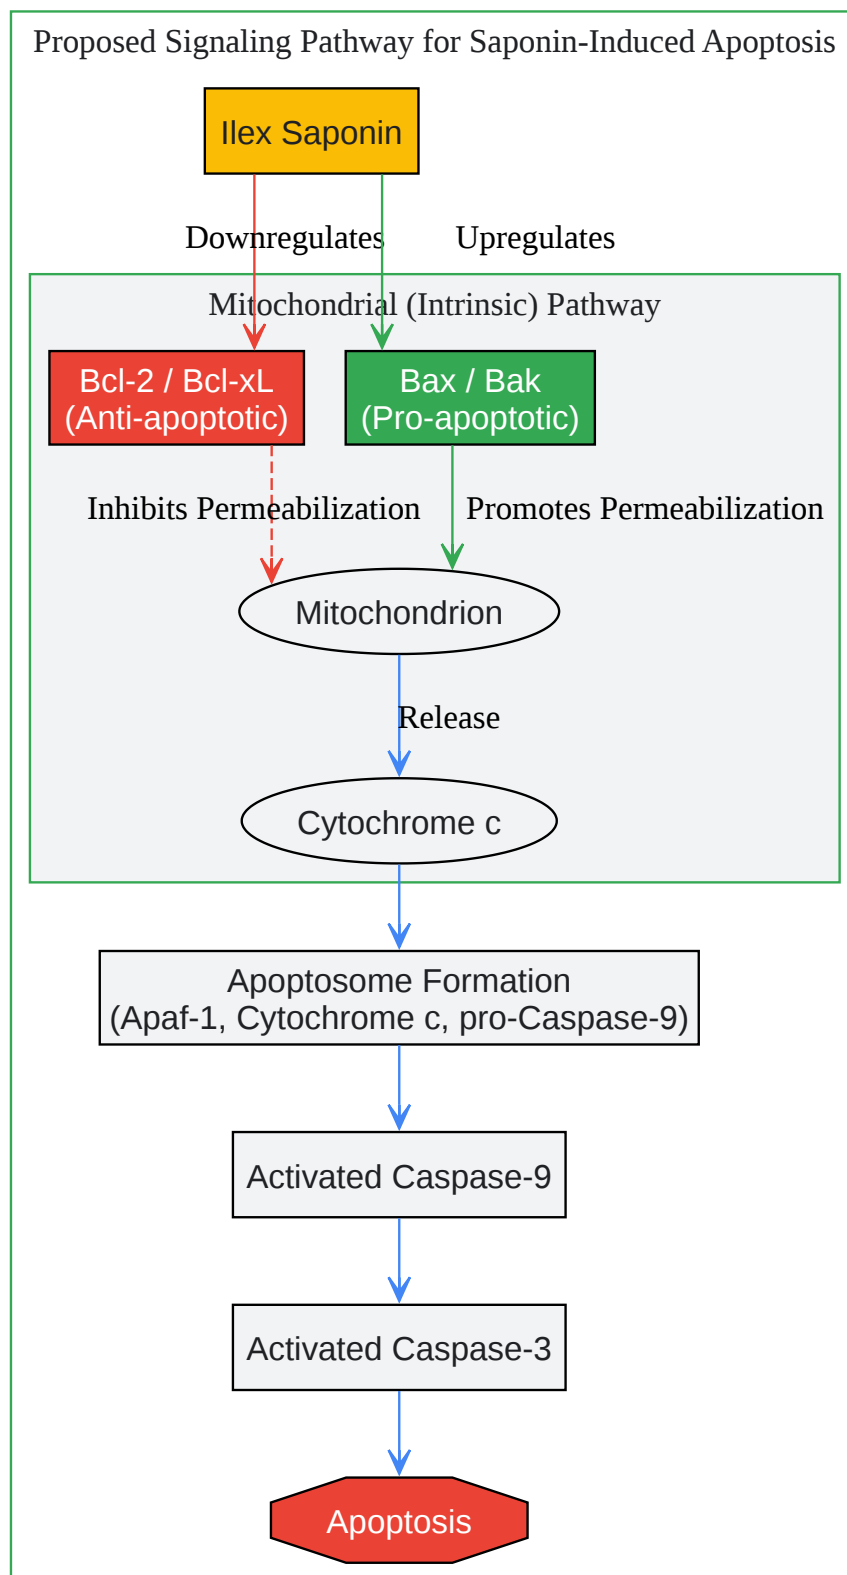 Proposed Signaling Pathway for Saponin-Induced Apoptosis
Ilex Saponin
Downregulates
Upregulates
Mitochondrial (Intrinsic) Pathway
Bcl-2 / Bcl-xL
(Anti-apoptotic)
Bax / Bak
(Pro-apoptotic)
Inhibits Permeabilization
Promotes Permeabilization
Mitochondrion
Release
Cytochrome c
Apoptosome Formation
(Apaf-1, Cytochrome c, pro-Caspase-9)
Activated Caspase-9
Activated Caspase-3
Apoptosis